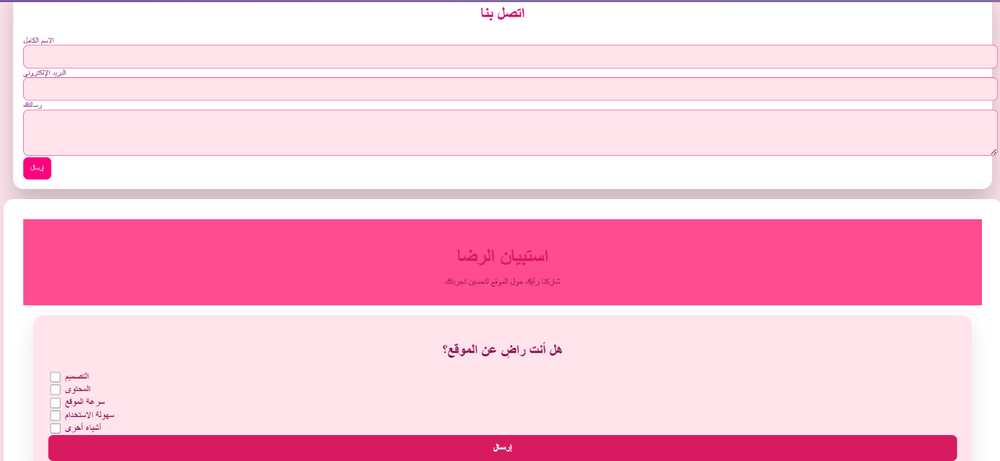 اتصل بنا
الاسم الكامل
البريد الإلكتروني
رسالتك
إرسال
استبيان الرضا
شاركنا رأيك حول الموقع لتحسين تجربتك
هل أنت راضٍ عن الموقع؟
التصميم
المحتوى
سرعة الموقع
سهولة الاستخدام
أشياء أخرى
إرسال